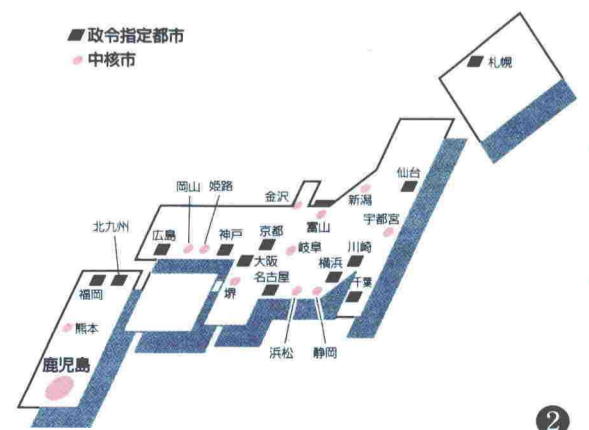 政令指定都市
中核市
札幌
仙台
岡山
姫路
金沢
新潟
宇都宮
富山
北九州
広島
神戸
京都
岐阜
川崎
大阪
横浜
福岡
名古屋
堺
千葉
熊本
浜松
静岡
鹿児島
2